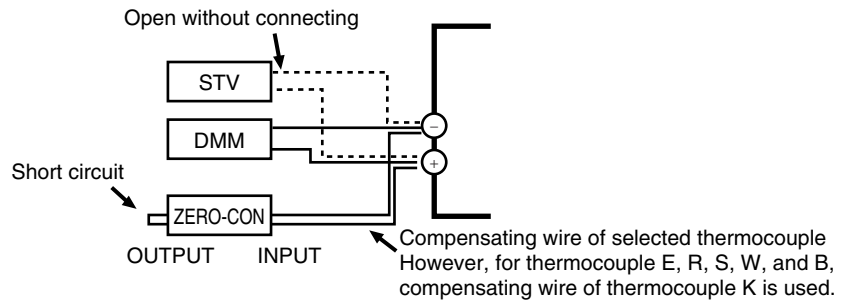 Open without connecting
STV
−
DMM
+
Short circuit
ZERO-CON
OUTPUT INPUT
Compensating wire of selected thermocouple
However, for thermocouple E, R, S, W, and B,
compensating wire of thermocouple K is used.